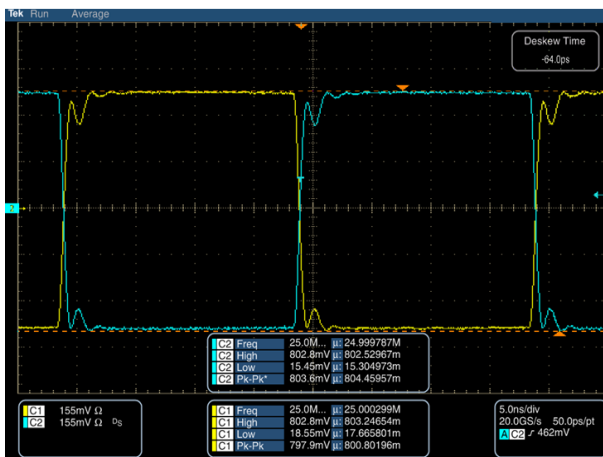 Tek Run Average
Deskew Time
-64.0ps
2
C2 Freq 25.0M... µ: 24.999787M
C2 High 802.8mV µ: 802.52967m
C2 Low 15.45mV µ: 15.304973m
C2 Pk-Pk* 803.6mV µ: 804.45957m
C1 155mV Ω
C2 155mV Ω Ds
C1 Freq 25.0M... µ: 25.000299M
C1 High 802.8mV µ: 803.24654m
C1 Low 18.55mV µ: 17.665801m
C1 Pk-Pk 797.9mV µ: 800.80196m
5.0ns/div
20.0GS/s 50.0ps/pt
A C2 ∫ 462mV